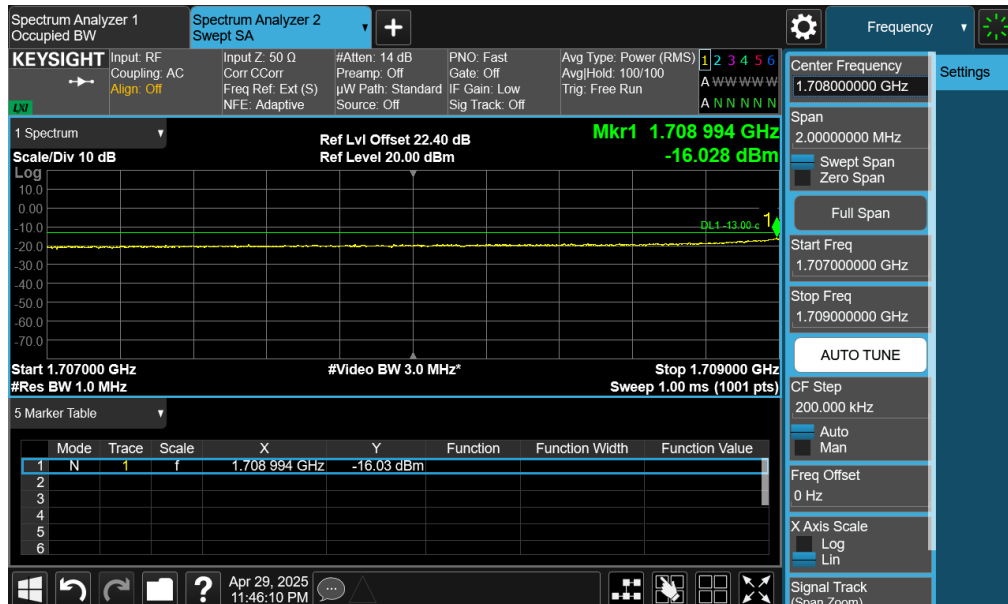 Spectrum Analyzer 1
Occupied BW
Spectrum Analyzer 2
Swept SA
Frequency
KEYSIGHT
LXI
Input: RF
Coupling: AC
Align: Off
Input Z: 50 Ω
Corr CCorr
Freq Ref: Ext (S)
NFE: Adaptive
#Atten: 14 dB
Preamp: Off
µW Path: Standard
Source: Off
PNO: Fast
Gate: Off
IF Gain: Low
Sig Track: Off
Avg Type: Power (RMS)
Avg|Hold: 100/100
Trig: Free Run
1 2 3 4 5 6
A W W W W W
A N N N N N
1 Spectrum
Scale/Div 10 dB
Ref Lvl Offset 22.40 dB
Ref Level 20.00 dBm
Mkr1 1.708 994 GHz
-16.028 dBm
Log
10.0
0.00
-10.0
-20.0
-30.0
-40.0
-50.0
-60.0
-70.0
DL1 -13.00
1
Start 1.707000 GHz
#Res BW 1.0 MHz
#Video BW 3.0 MHz*
Stop 1.709000 GHz
Sweep 1.00 ms (1001 pts)
5 Marker Table
Mode Trace Scale X Y Function Function Width Function Value
1 N 1 f 1.708 994 GHz -16.03 dBm
2
3
4
5
6
Apr 29, 2025
11:46:10 PM
Center Frequency
1.708000000 GHz
Span
2.00000000 MHz
Swept Span
Zero Span
Full Span
Start Freq
1.707000000 GHz
Stop Freq
1.709000000 GHz
AUTO TUNE
CF Step
200.000 kHz
Auto
Man
Freq Offset
0 Hz
X Axis Scale
Log
Lin
Signal Track
(Span Zoom)
Settings